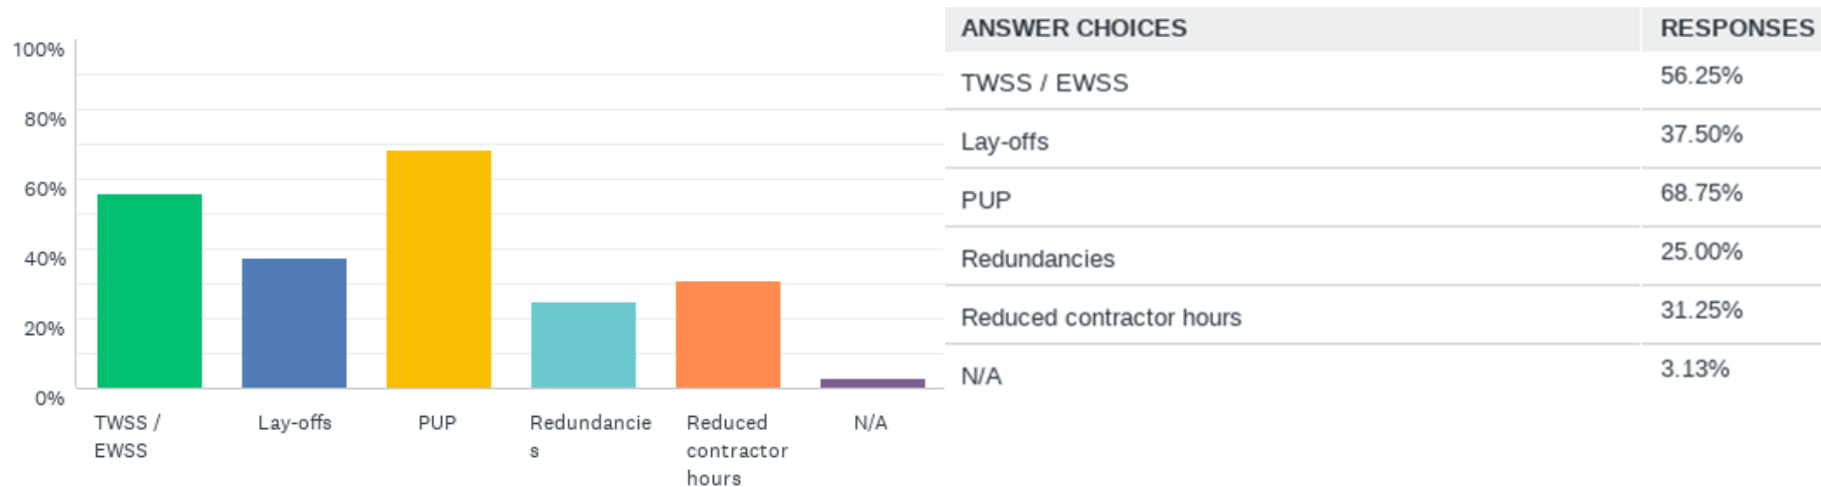 100%
80%
60%
40%
20%
0%
TWSS /
EWSS
Lay-offs
PUP
Redundancie
s
Reduced
contractor
hours
N/A
ANSWER CHOICES RESPONSES
TWSS / EWSS 56.25%
Lay-offs 37.50%
PUP 68.75%
Redundancies 25.00%
Reduced contractor hours 31.25%
N/A 3.13%